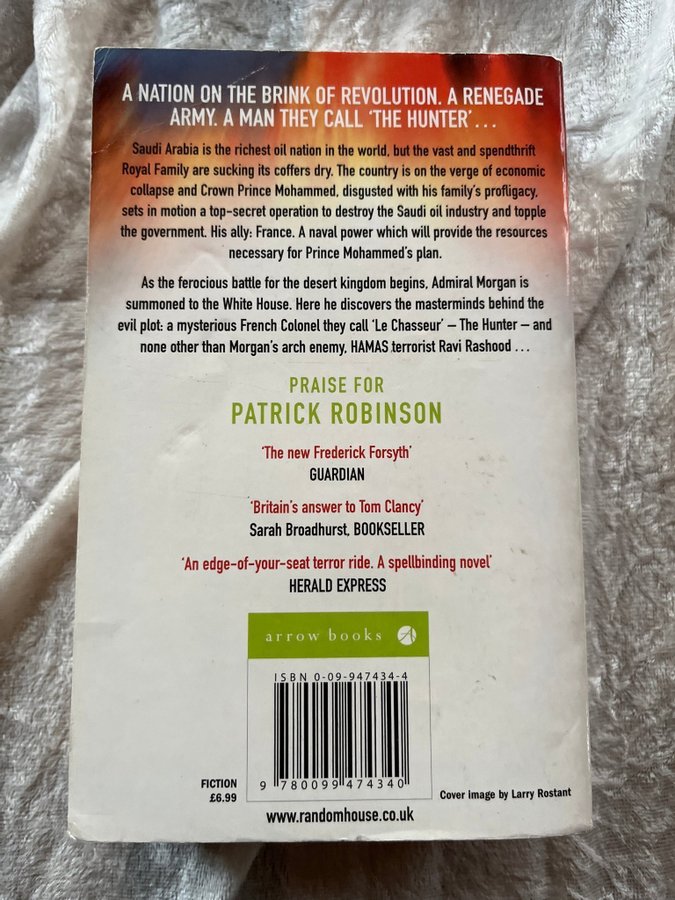 A NATION ON THE BRINK OF REVOLUTION. A RENEGADE
ARMY. A MAN THEY CALL ‘THE HUNTER’...
Saudi Arabia is the richest oil nation in the world, but the vast and spendthrift
Royal Family are sucking its coffers dry. The country is on the verge of economic
collapse and Crown Prince Mohammed, disgusted with his family’s profligacy,
sets in motion a top-secret operation to destroy the Saudi oil industry and topple
the government. His ally: France. A naval power which will provide the resources
necessary for Prince Mohammed’s plan.
As the ferocious battle for the desert kingdom begins, Admiral Morgan is
summoned to the White House. Here he discovers the masterminds behind the
evil plot: a mysterious French Colonel they call ‘Le Chasseur’ – The Hunter – and
none other than Morgan’s arch enemy, HAMAS terrorist Ravi Rashood ...
PRAISE FOR
PATRICK ROBINSON
‘The new Frederick Forsyth’
GUARDIAN
‘Britain’s answer to Tom Clancy’
Sarah Broadhurst, BOOKSELLER
‘An edge-of-your-seat terror ride. A spellbinding novel’
HERALD EXPRESS
arrow books
ISBN 0-09-947434-4
9 780099 474340
FICTION
£6.99
Cover image by Larry Rostant
www.randomhouse.co.uk